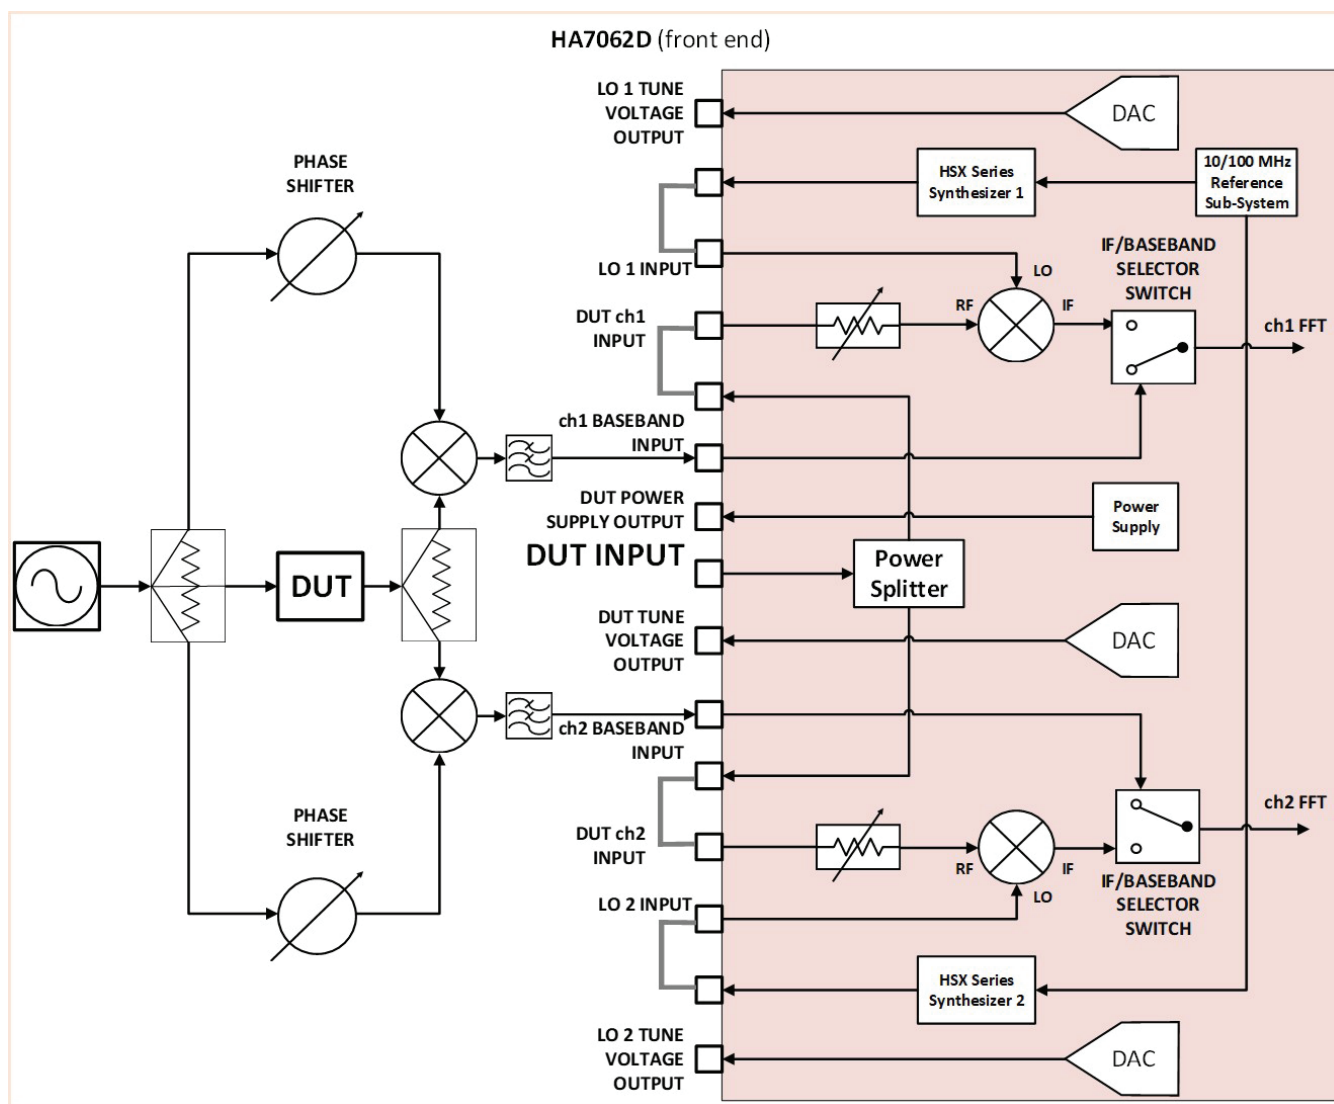 HA7062D (front end)
LO 1 TUNE
VOLTAGE
OUTPUT
DAC
PHASE
SHIFTER
HSX Series
Synthesizer 1
10/100 MHz
Reference
Sub-System
LO 1 INPUT
LO
IF/BASEBAND
SELECTOR
SWITCH
DUT ch1
INPUT
RF
IF
ch1 FFT
ch1 BASEBAND
INPUT
DUT POWER
SUPPLY OUTPUT
Power
Supply
DUT INPUT
Power
Splitter
DUT
DUT TUNE
VOLTAGE
OUTPUT
DAC
ch2 BASEBAND
INPUT
PHASE
SHIFTER
DUT ch2
INPUT
RF
IF
LO
ch2 FFT
IF/BASEBAND
SELECTOR
SWITCH
LO 2 INPUT
HSX Series
Synthesizer 2
LO 2 TUNE
VOLTAGE
OUTPUT
DAC